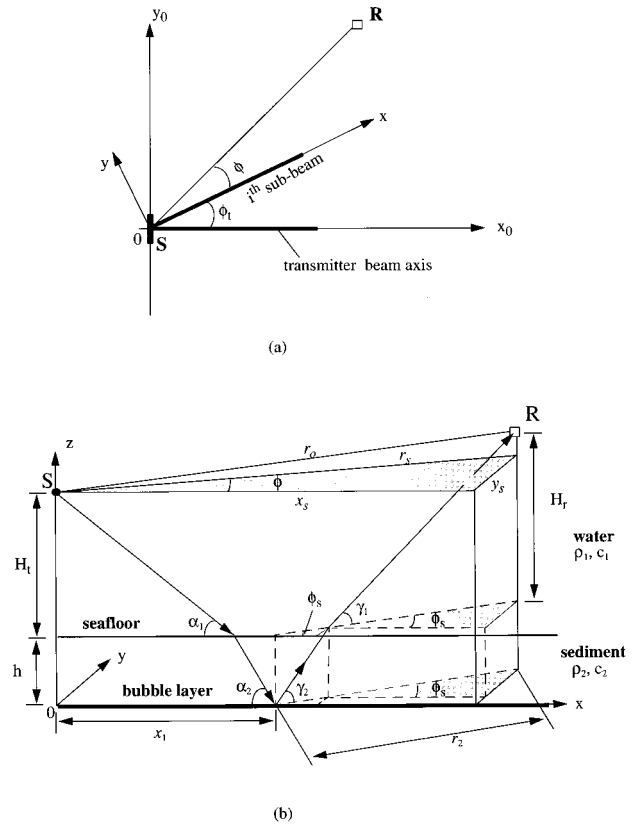 y₀
R
x
y
ϕ
iᵗʰ sub-beam
ϕₜ
0
S
x₀
transmitter beam axis
(a)
R
z
rₒ
S
rₛ
ϕ
xₛ
yₛ
Hᵣ
Hₜ
water
ρ₁, c₁
ϕₛ
γ₁
α₁
ϕₛ
seafloor
sediment
ρ₂, c₂
y
h
α₂
γ₂
ϕₛ
bubble layer
0
x
x₁
r₂
(b)